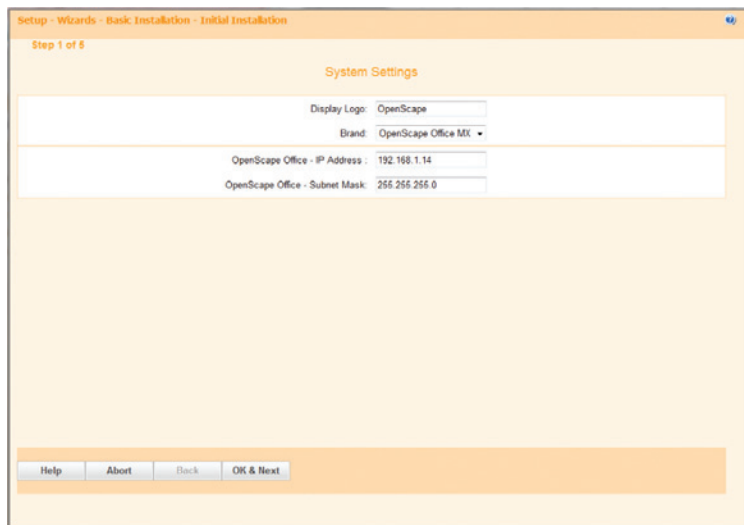 Setup - Wizards - Basic Installation - Initial Installation
Step 1 of 5
System Settings
Display Logo: OpenScape
Brand: OpenScape Office MX
OpenScape Office - IP Address : 192.168.1.14
OpenScape Office - Subnet Mask: 255.255.255.0
Help Abort Back OK & Next